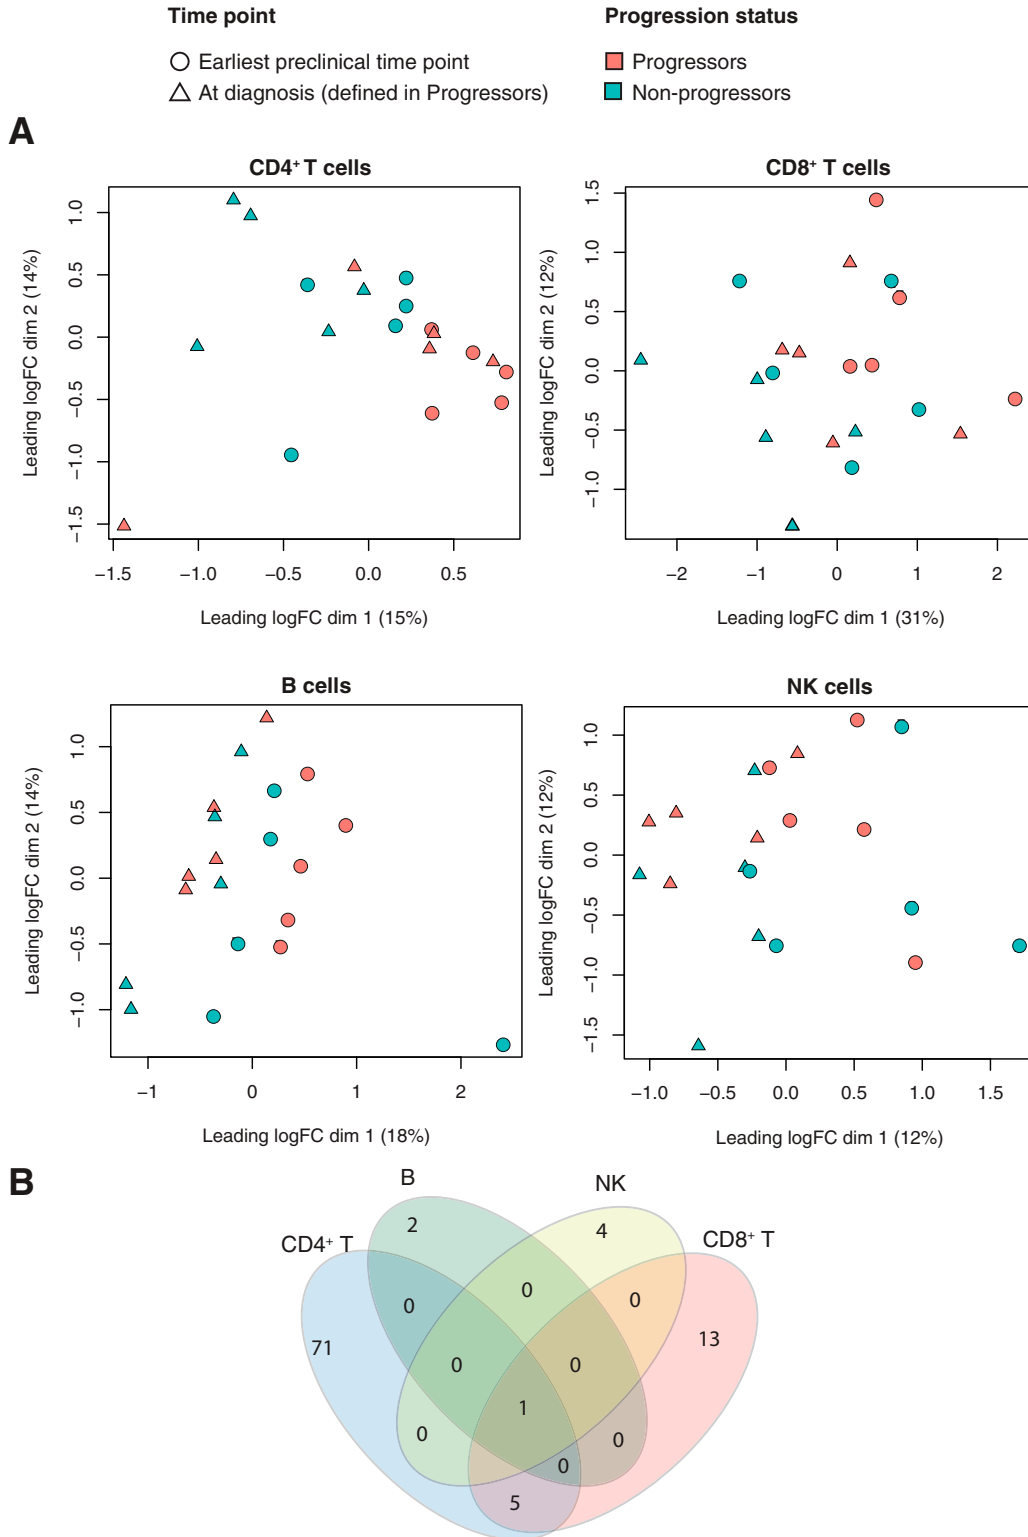 Time point
Progression status
Earliest preclinical time point
Progressors
At diagnosis (defined in Progressors)
Non-progressors
A
CD4+ T cells
1.0
0.5
0.0
−0.5
−1.0
−1.5
Leading logFC dim 2 (14%)
−1.5 −1.0 −0.5 0.0 0.5
Leading logFC dim 1 (15%)
CD8+ T cells
1.5
1.0
0.5
0.0
−0.5
−1.0
Leading logFC dim 2 (12%)
−2 −1 0 1 2
Leading logFC dim 1 (31%)
B cells
1.0
0.5
0.0
−0.5
−1.0
Leading logFC dim 2 (14%)
−1 0 1 2
Leading logFC dim 1 (18%)
NK cells
1.0
0.5
0.0
−0.5
−1.0
−1.5
Leading logFC dim 2 (12%)
−1.0 −0.5 0.0 0.5 1.0 1.5
Leading logFC dim 1 (12%)
B
B
NK
CD4+ T
CD8+ T
2
4
0
0
0
71
13
0
0
1
0
0
0
5